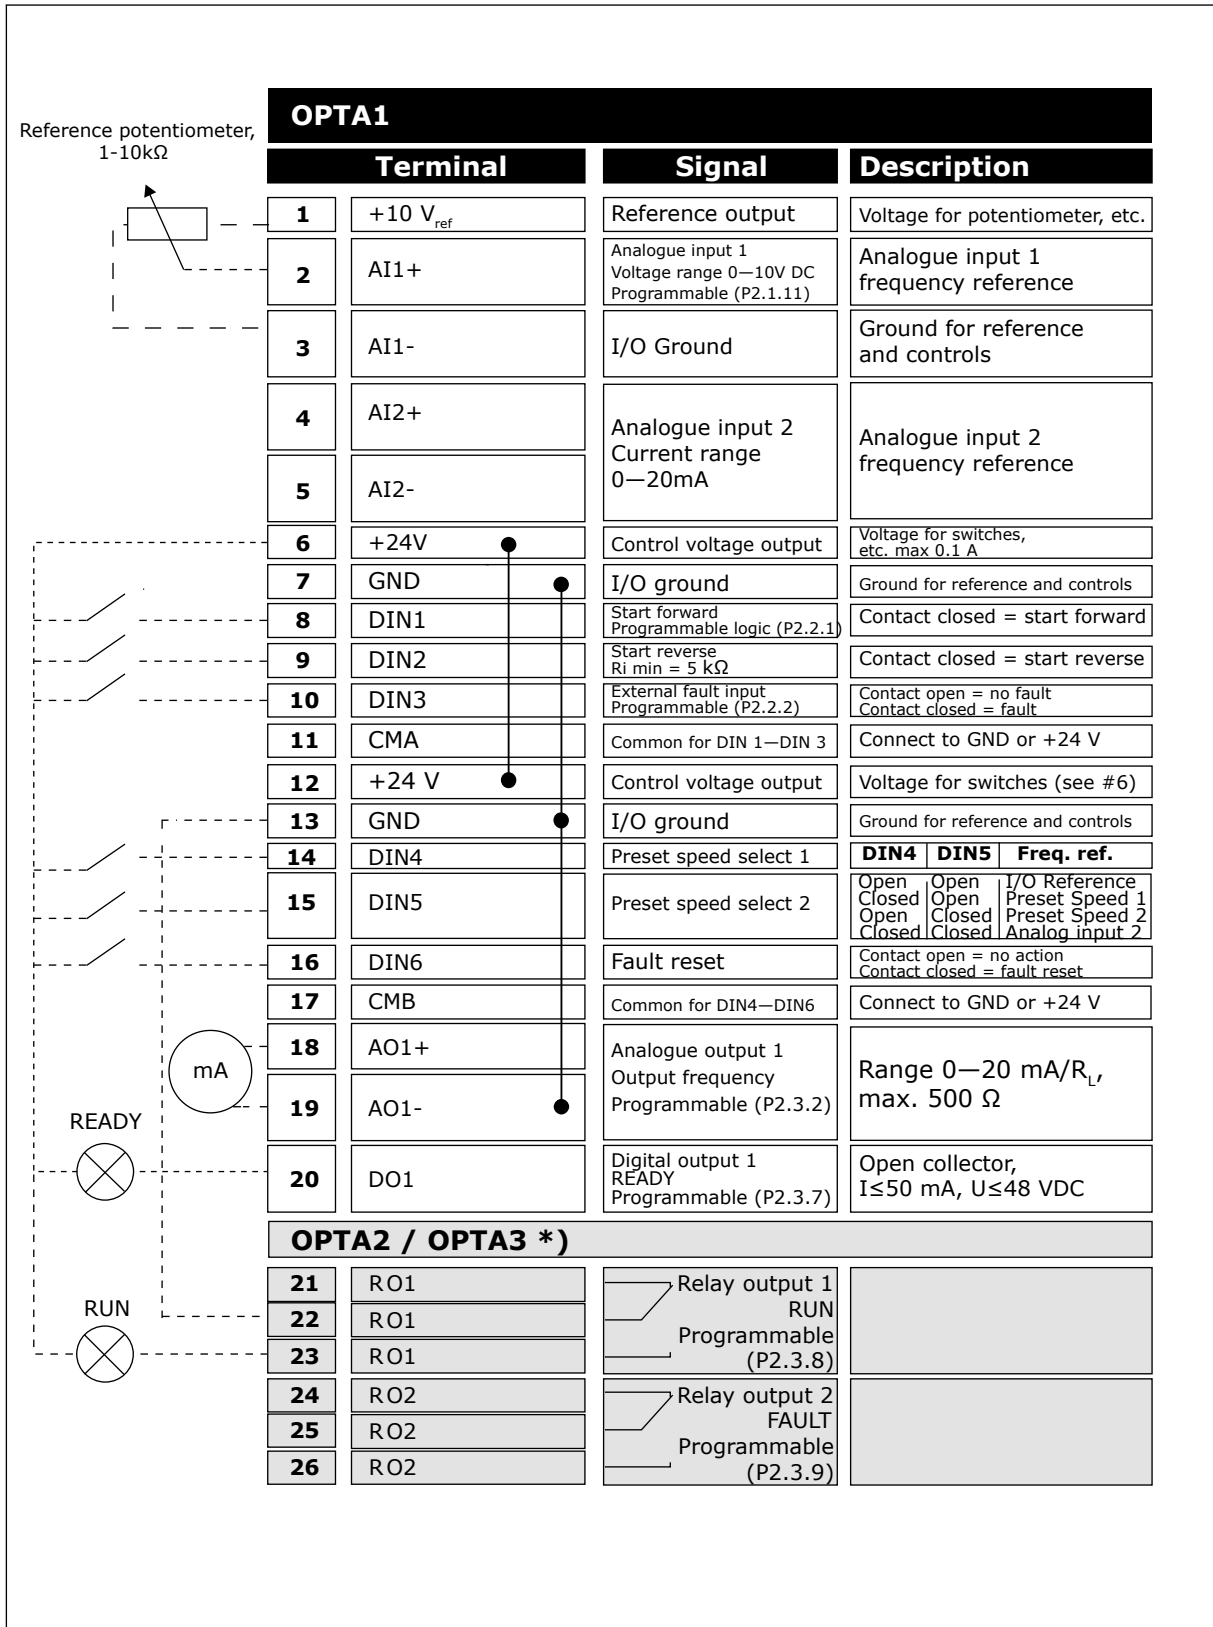 OPTA1
Reference potentiometer,
1-10kΩ
Terminal Signal Description
1 +10 Vref Reference output Voltage for potentiometer, etc.
2 AI1+ Analogue input 1
Voltage range 0—10V DC
Programmable (P2.1.11)
Analogue input 1
frequency reference
3 AI1- I/O Ground Ground for reference
and controls
4 AI2+
5 AI2-
Analogue input 2
Current range
0—20mA
Analogue input 2
frequency reference
6 +24V Control voltage output Voltage for switches,
etc. max 0.1 A
7 GND I/O ground Ground for reference and controls
8 DIN1 Start forward
Programmable logic (P2.2.1)
Contact closed = start forward
9 DIN2 Start reverse
Ri min = 5 kΩ
Contact closed = start reverse
10 DIN3 External fault input
Programmable (P2.2.2)
Contact open = no fault
Contact closed = fault
11 CMA Common for DIN 1—DIN 3 Connect to GND or +24 V
12 +24 V Control voltage output Voltage for switches (see #6)
13 GND I/O ground Ground for reference and controls
14 DIN4 Preset speed select 1 DIN4 DIN5 Freq. ref.
15 DIN5 Preset speed select 2
Open Open I/O Reference
Closed Open Preset Speed 1
Open Closed Preset Speed 2
Closed Closed Analog input 2
16 DIN6 Fault reset Contact open = no action
Contact closed = fault reset
17 CMB Common for DIN4—DIN6 Connect to GND or +24 V
mA
18 AO1+
19 AO1-
Analogue output 1
Output frequency
Programmable (P2.3.2)
Range 0—20 mA/RL,
max. 500 Ω
READY
20 DO1 Digital output 1
READY
Programmable (P2.3.7)
Open collector,
I≤50 mA, U≤48 VDC
OPTA2 / OPTA3 *)
RUN
21 RO1
22 RO1
23 RO1
Relay output 1
RUN
Programmable
(P2.3.8)
24 RO2
25 RO2
26 RO2
Relay output 2
FAULT
Programmable
(P2.3.9)